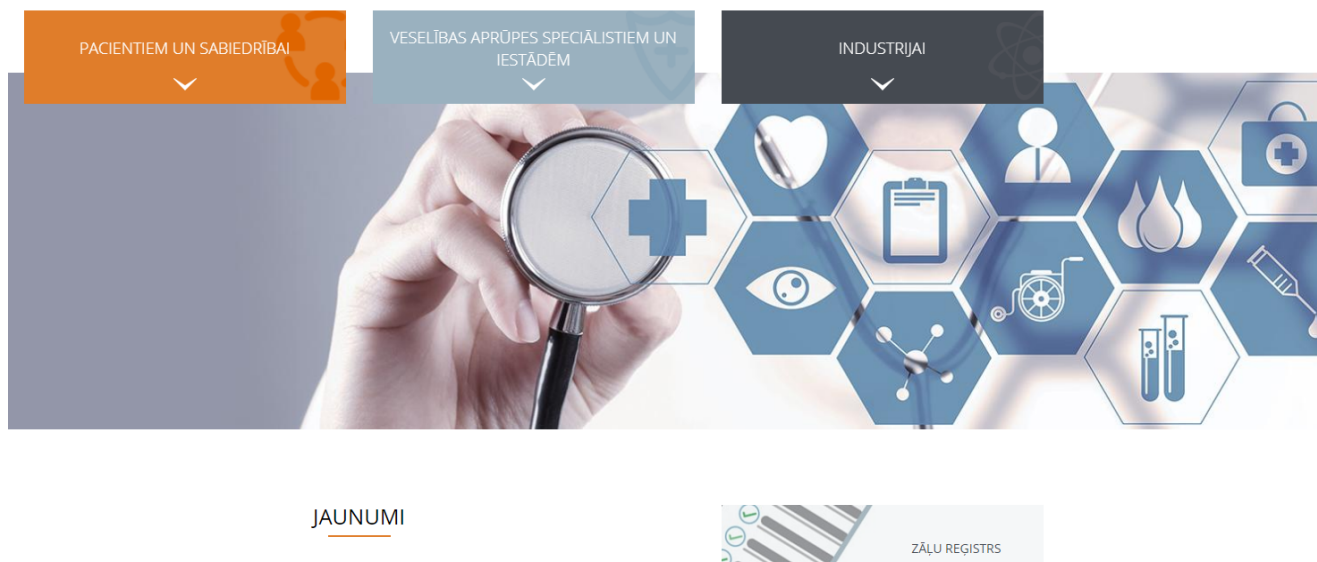 PACIENTIEM UN SABIEDRĪBAI
VESELĪBAS APRŪPES SPECIĀLISTIEM UN
IESTĀDĒM
INDUSTRIJAI
JAUNUMI
ZĀĻU REĢISTRS